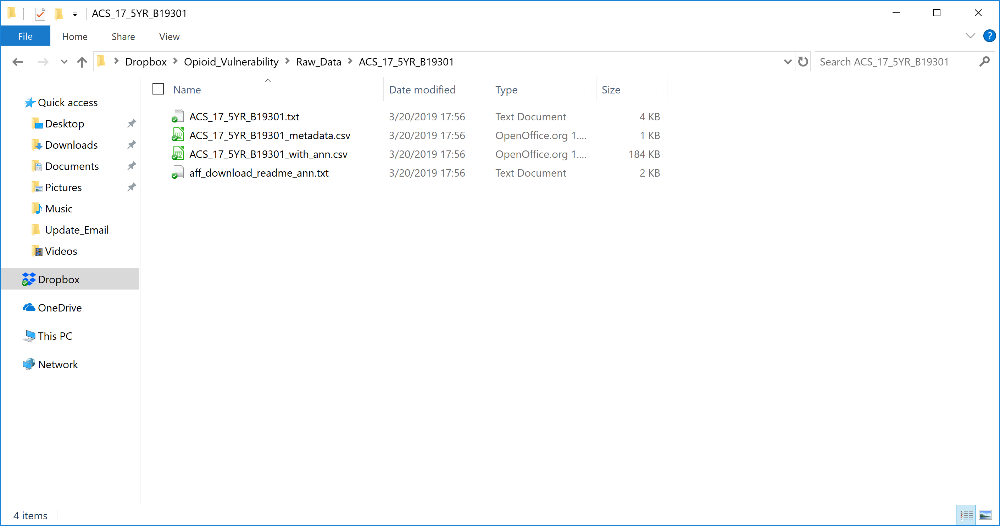 ACS_17_5YR_B19301
File Home Share View ?
Dropbox Opioid_Vulnerability Raw_Data ACS_17_5YR_B19301 Search ACS_17_5YR_B19301
Name Date modified Type Size
Quick access
Desktop
Downloads
Documents
Pictures
Music
Update_Email
Videos
Dropbox
OneDrive
This PC
Network
ACS_17_5YR_B19301.txt 3/20/2019 17:56 Text Document 4 KB
ACS_17_5YR_B19301_metadata.csv 3/20/2019 17:56 OpenOffice.org 1.... 1 KB
ACS_17_5YR_B19301_with_ann.csv 3/20/2019 17:56 OpenOffice.org 1.... 184 KB
aff_download_readme_ann.txt 3/20/2019 17:56 Text Document 2 KB
4 items